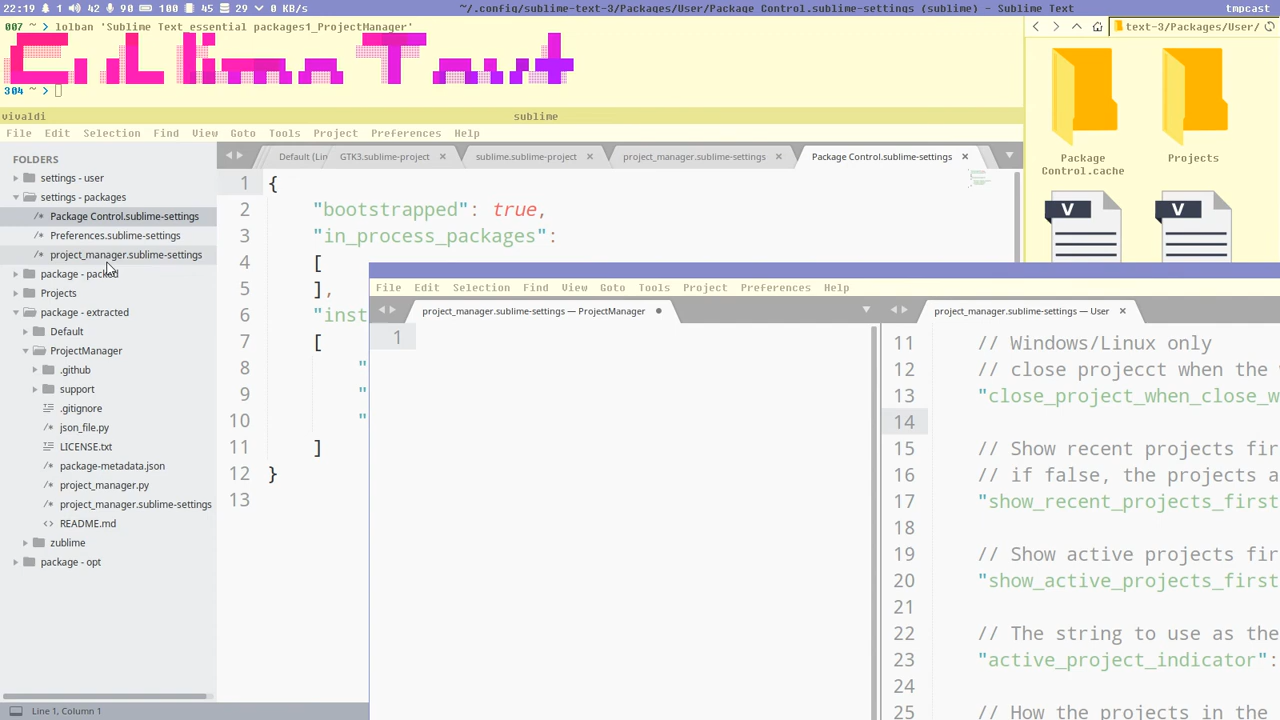 22:19 1 42 90 100 45 29 0 KB/s
~/.config/sublime-text-3/Packages/User/Package Control.sublime-settings (sublime) - Sublime Text
tmpcast
007 ~ > lolban 'Sublime Text essential packages1_ProjectManager'
304 ~ >
text-3/Packages/User/
Package
Control.cache
Projects
V
V
vivaldi
sublime
File Edit Selection Find View Goto Tools Project Preferences Help
FOLDERS
settings - user
settings - packages
Package Control.sublime-settings
Preferences.sublime-settings
project_manager.sublime-settings
package - packed
Projects
package - extracted
Default
ProjectManager
.github
support
.gitignore
json_file.py
LICENSE.txt
package-metadata.json
project_manager.py
project_manager.sublime-settings
README.md
zublime
package - opt
Line 1, Column 1
Default (Lin
GTK3.sublime-project
sublime.sublime-project
project_manager.sublime-settings
Package Control.sublime-settings
1 {
2 "bootstrapped": true,
3 "in_process_packages":
4 [
5 ],
6 "inst
7 [
8 "
9 "
10 "
11 ]
12 }
13
File Edit Selection Find View Goto Tools Project Preferences Help
project_manager.sublime-settings — ProjectManager
1
project_manager.sublime-settings — User
11 // Windows/Linux only
12 // close projecct when the
13 "close_project_when_close_w
14
15 // Show recent projects fir
16 // if false, the projects a
17 "show_recent_projects_first
18
19 // Show active projects fir
20 "show_active_projects_first
21
22 // The string to use as the
23 "active_project_indicator":
24
25 // How the projects in the